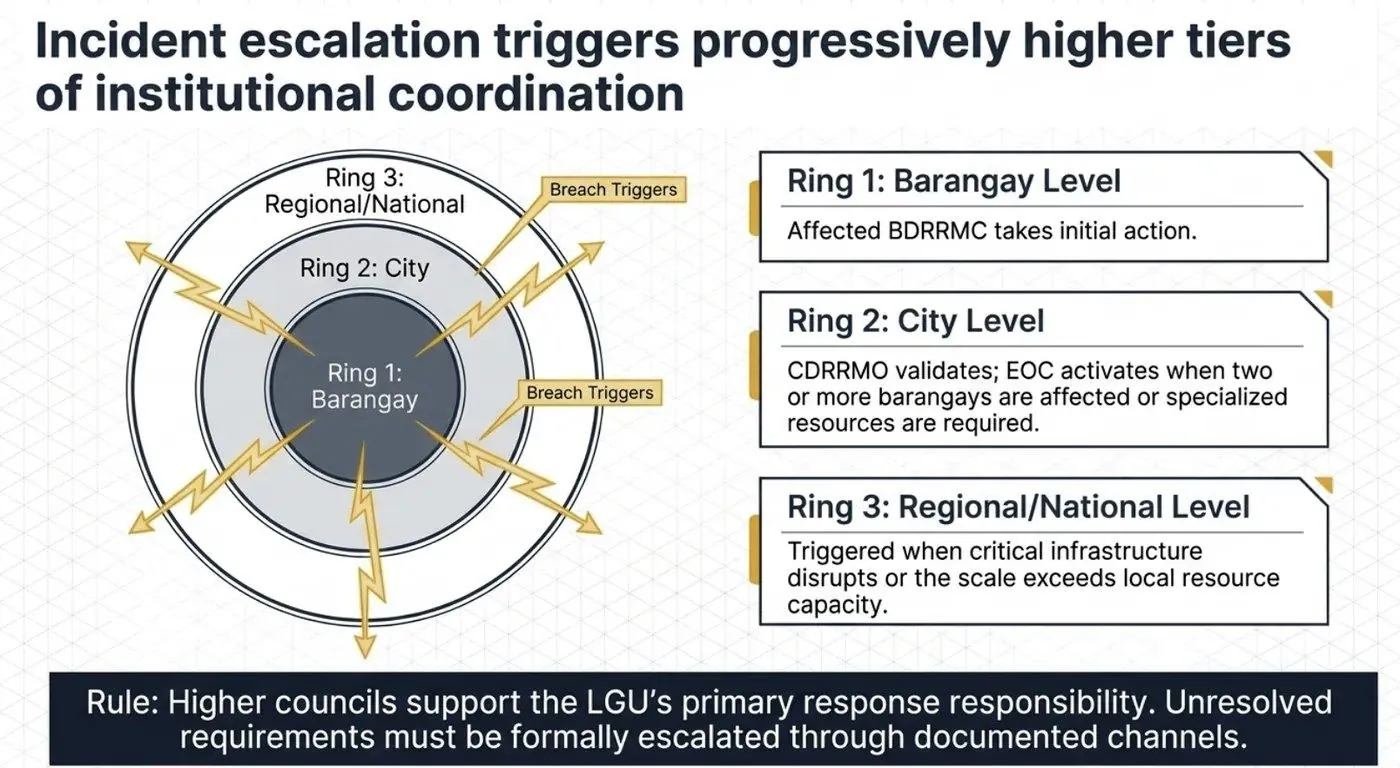 Incident escalation triggers progressively higher tiers
of institutional coordination
Ring 3:
Regional/National
Breach Triggers
Ring 2: City
Ring 1:
Barangay
Breach Triggers
Ring 1: Barangay Level
Affected BDRRMC takes initial action.
Ring 2: City Level
CDRRMO validates; EOC activates when two
or more barangays are affected or specialized
resources are required.
Ring 3: Regional/National Level
Triggered when critical infrastructure
disrupts or the scale exceeds local resource
capacity.
Rule: Higher councils support the LGU's primary response responsibility. Unresolved
requirements must be formally escalated through documented channels.